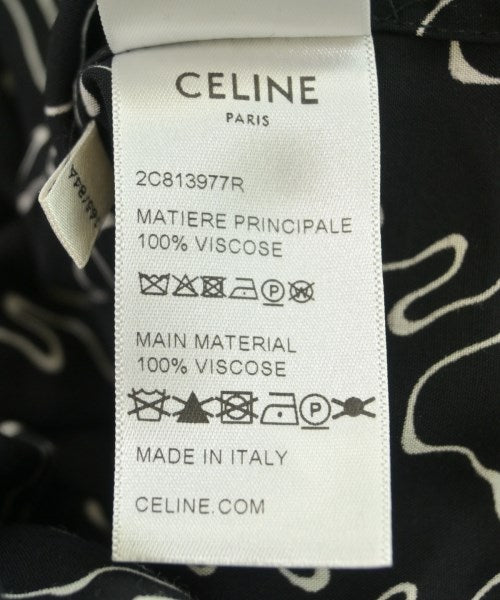 CELINE
PARIS
2C813977R
MATIERE PRINCIPALE
100% VISCOSE
P
W
MAIN MATERIAL
100% VISCOSE
P
MADE IN ITALY
CELINE.COM